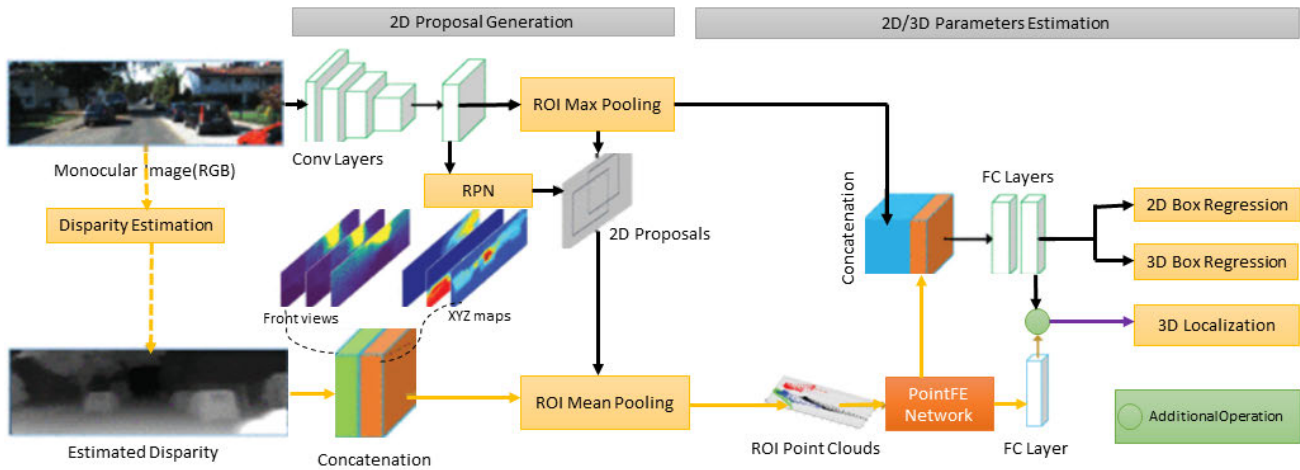 2D Proposal Generation
2D/3D Parameters Estimation
ROI Max Pooling
Conv Layers
Monocular Image(RGB)
RPN
FC Layers
Disparity Estimation
2D Proposals
Concatenation
2D Box Regression
3D Box Regression
Front views
XYZ maps
3D Localization
PointFE
Network
ROI Mean Pooling
AdditionalOperation
Estimated Disparity
Concatenation
ROI Point Clouds
FC Layer